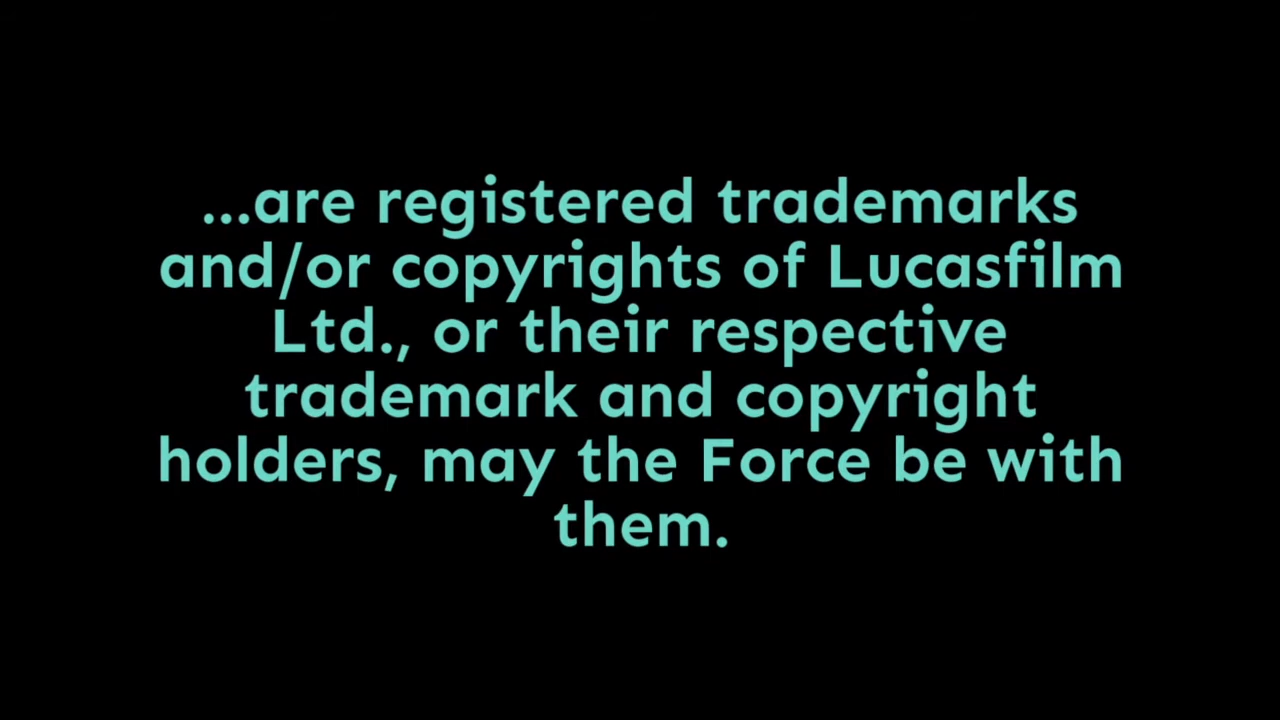 ...are registered trademarks
and/or copyrights of Lucasfilm
Ltd., or their respective
trademark and copyright
holders, may the Force be with
them.